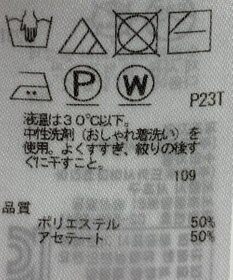 P W
P23T
液温は30℃以下。
中性洗剤(おしゃれ着洗い)を
使用。よくすすぎ、絞りの後す
ぐに干すこと。
109
品質
ポリエステル 50%
アセテート 50%